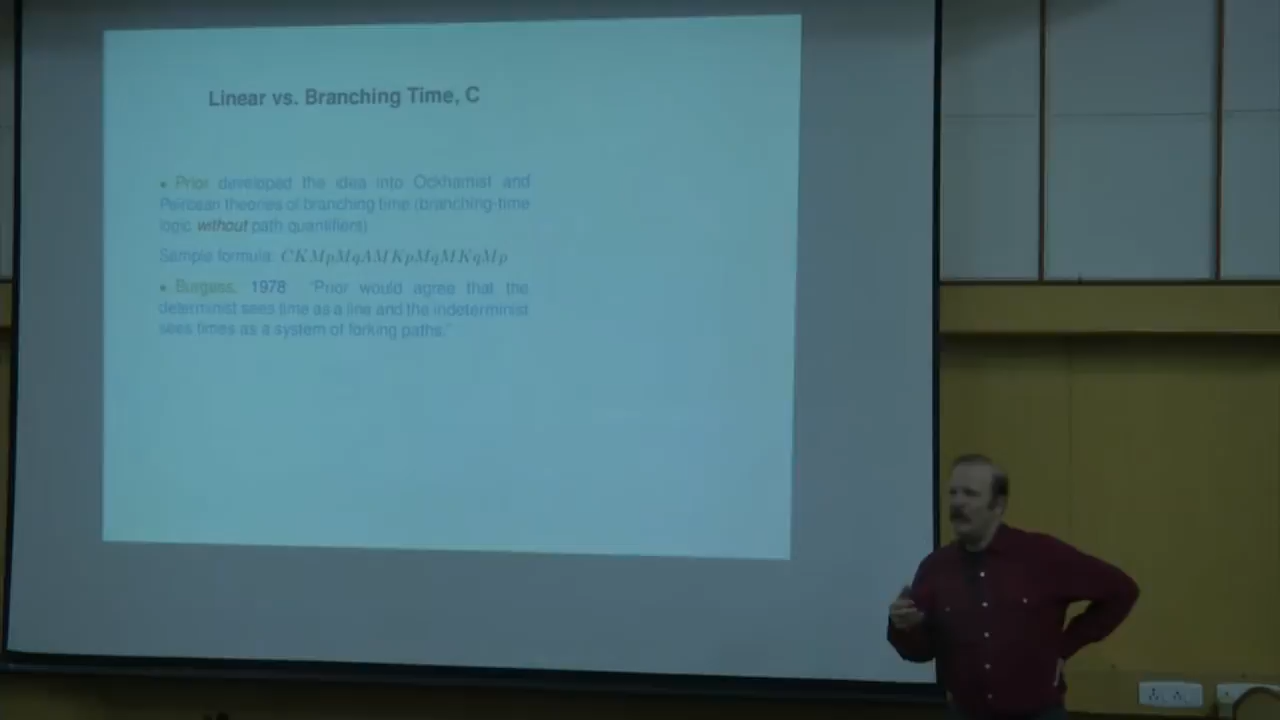 Linear vs. Branching Time, C
• Prior developed the idea into Ockhamist and
Peircean theories of branching time (branching-time
logic without path quantifiers)
Sample formula: CKMpMqAMKpMqMKqMp
• Burgess, 1978 "Prior would agree that the
determinist sees time as a line and the indeterminist
sees times as a system of forking paths."